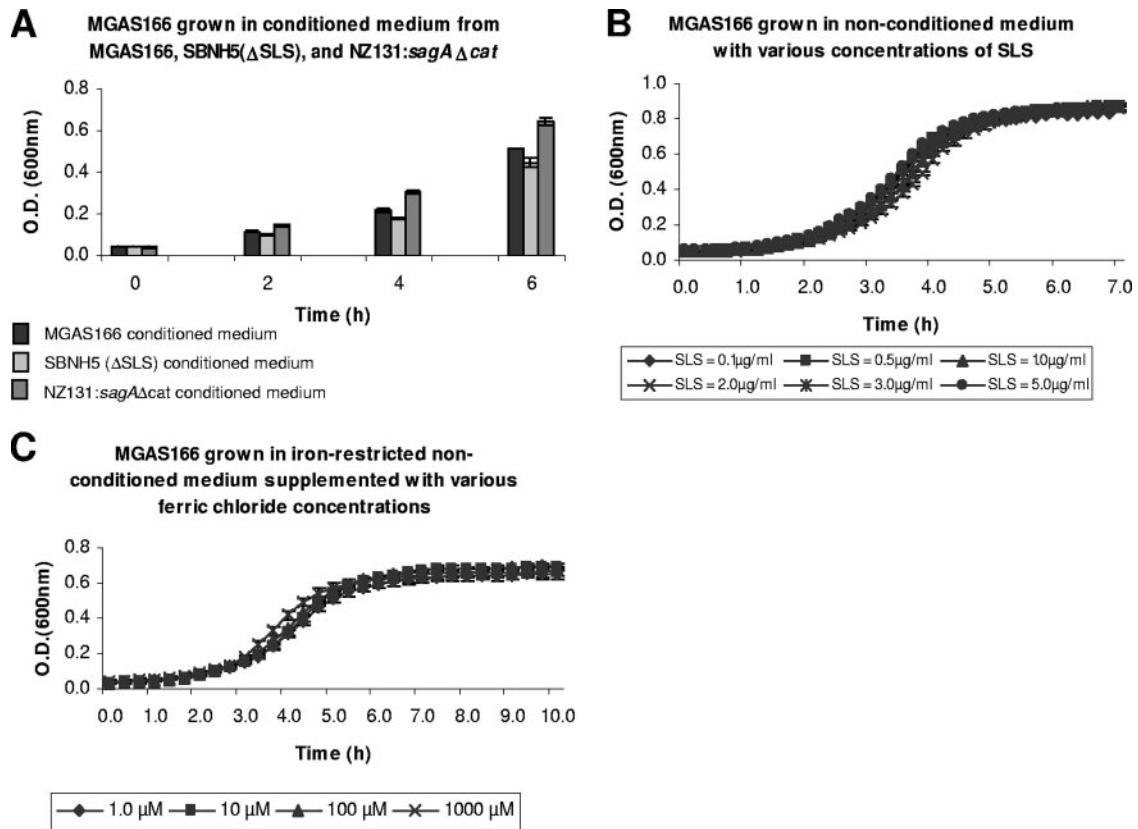 A
MGAS166 grown in conditioned medium from
MGAS166, SBNH5(ΔSLS), and NZ131:sagAΔcat
O.D. (600nm)
0.8
0.6
0.4
0.2
0.0
0 2 4 6
Time (h)
MGAS166 conditioned medium
SBNH5 (ΔSLS) conditioned medium
NZ131:sagAΔcat conditioned medium
B
MGAS166 grown in non-conditioned medium
with various concentrations of SLS
O.D. (600nm)
1.0
0.8
0.6
0.4
0.2
0.0
0.0 1.0 2.0 3.0 4.0 5.0 6.0 7.0
Time (h)
SLS = 0.1µg/ml SLS = 0.5µg/ml SLS = 1.0µg/ml
SLS = 2.0µg/ml SLS = 3.0µg/ml SLS = 5.0µg/ml
C
MGAS166 grown in iron-restricted non-
conditioned medium supplemented with various
ferric chloride concentrations
O.D.(600nm)
0.8
0.6
0.4
0.2
0.0
0.0 1.0 2.0 3.0 4.0 5.0 6.0 7.0 8.0 9.0 10.0
Time (h)
1.0 µM 10 µM 100 µM 1000 µM